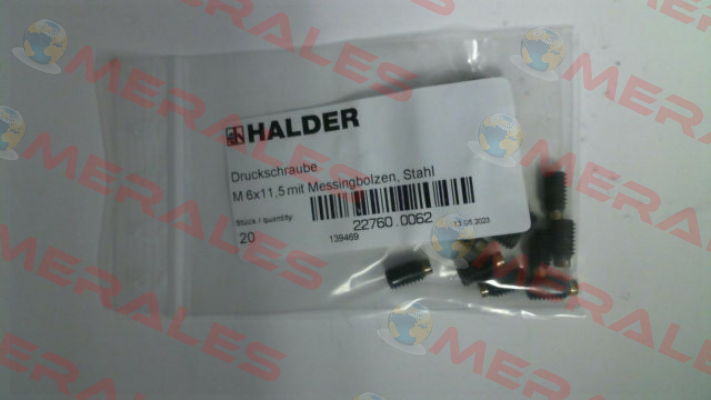 HALDER
Druckschraube
M 6x11,5 mit Messingbolzen, Stahl
Stück / quantity
20
22760.0062
139469
13.06.2023
MERALES
MERALES
MERALES
MERALES
MERALES
MERALES